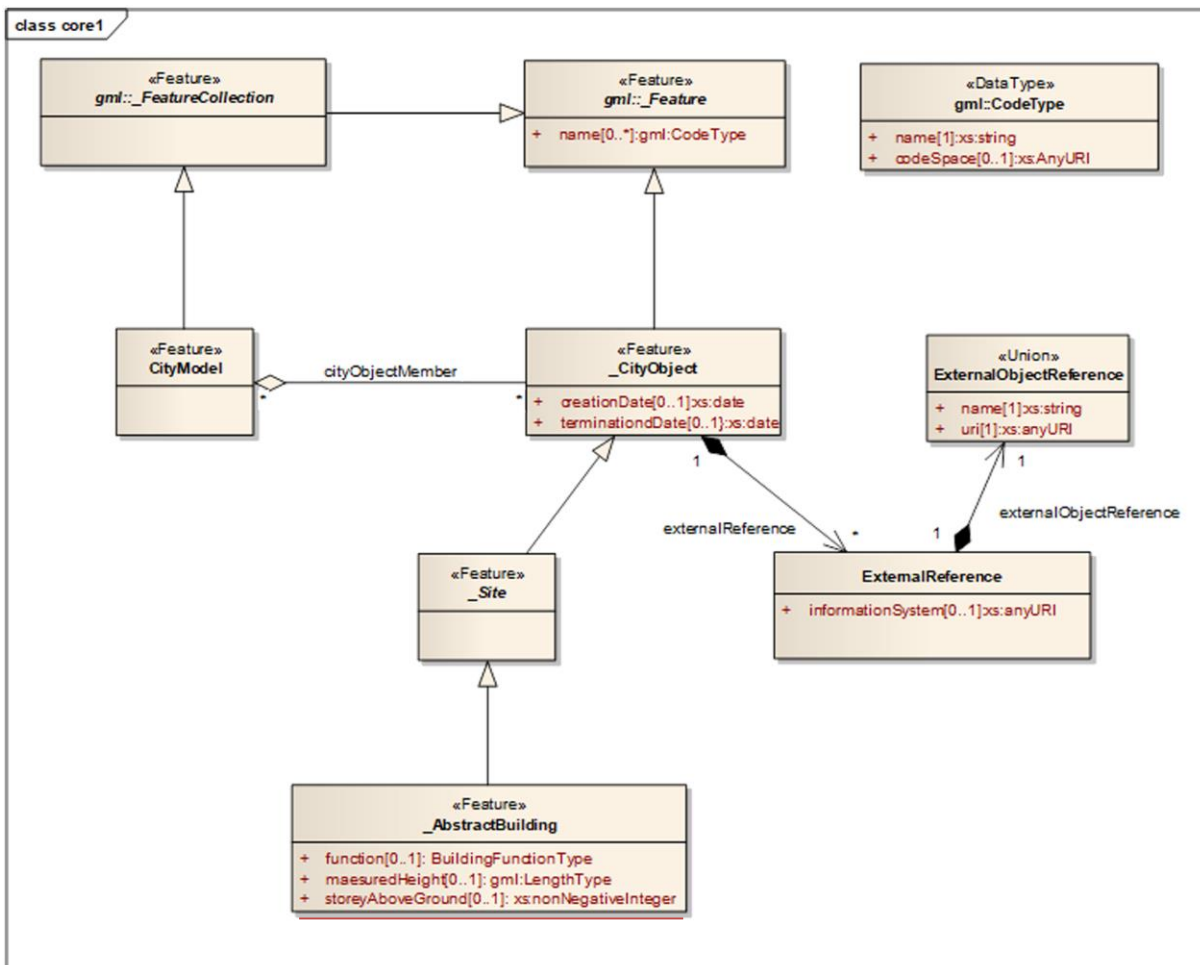 class core1
«Feature»
gml::_FeatureCollection
«Feature»
gml::_Feature
+ name[0..*]:gml:CodeType
«DataType»
gml::CodeType
+ name[1]:xs:string
+ codeSpace[0..1]:xs:AnyURI
«Feature»
CityModel
cityObjectMember
*
*
«Feature»
_CityObject
+ creationDate[0..1]:xs:date
+ terminationdDate[0..1}:xs:date
«Union»
ExternalObjectReference
+ name[1]:xs:string
+ uri[1]:xs:anyURI
1
1
externalReference
*
externalObjectReference
1
«Feature»
_Site
ExternalReference
+ informationSystem[0..1]:xs:anyURI
«Feature»
_AbstractBuilding
+ function[0..1]: BuildingFunctionType
+ maesuredHeight[0..1]: gml:LengthType
+ storeyAboveGround[0..1]: xs:nonNegativeInteger